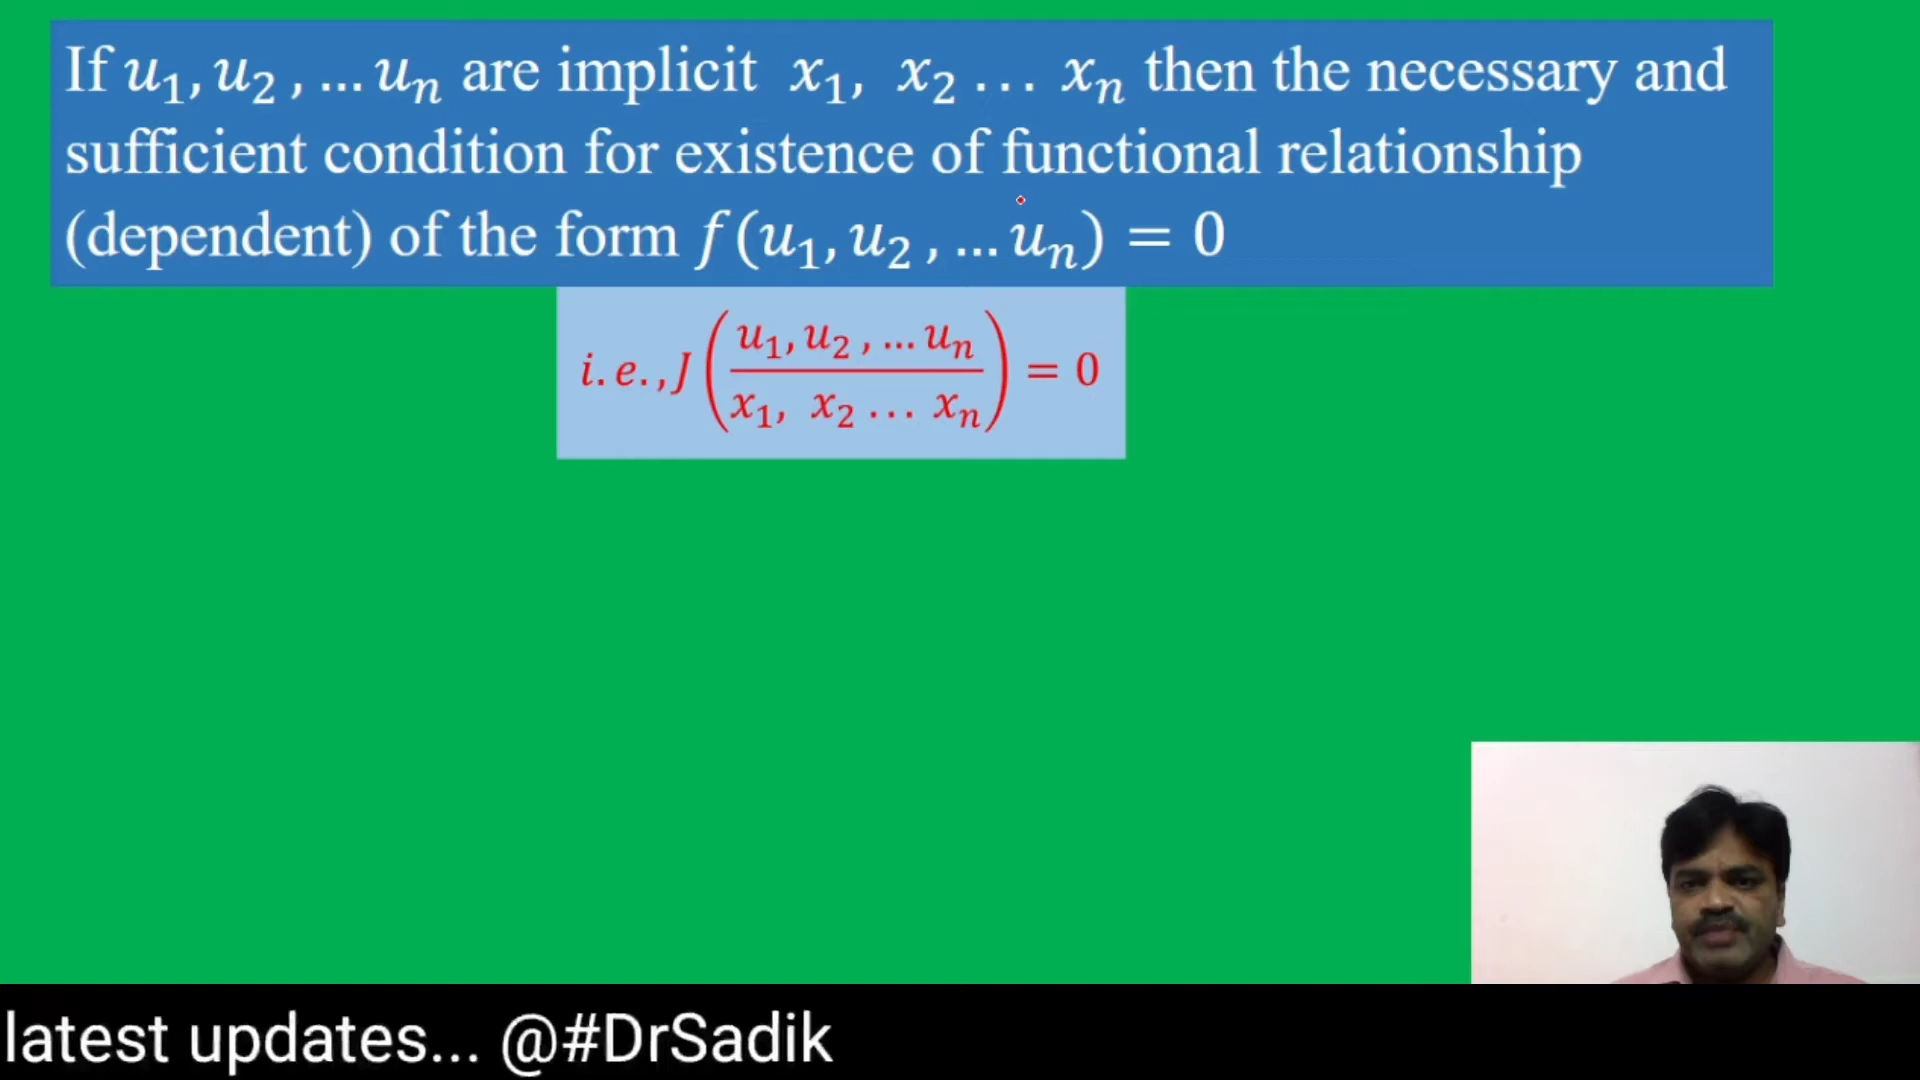 If u₁, u₂ , … uₙ are implicit x₁, x₂ … xₙ then the necessary and
sufficient condition for existence of functional relationship
(dependent) of the form f(u₁, u₂ , … uₙ) = 0
i. e. , J (u₁, u₂ , … uₙ / x₁, x₂ … xₙ) = 0
latest updates... @#DrSadik